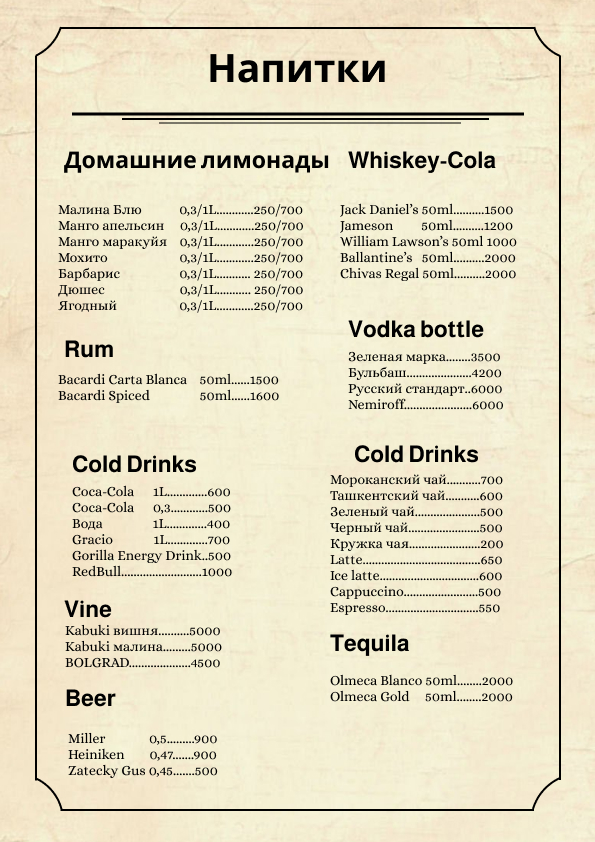 Напитки
Домашние лимонады
Малина Блю 0,3/1L............250/700
Манго апельсин 0,3/1L............250/700
Манго маракуйя 0,3/1L............250/700
Мохито 0,3/1L............250/700
Барбарис 0,3/1L........... 250/700
Дюшес 0,3/1L........... 250/700
Ягодный 0,3/1L............250/700
Rum
Bacardi Carta Blanca 50ml......1500
Bacardi Spiced 50ml......1600
Cold Drinks
Coca-Cola 1L.............600
Coca-Cola 0,3............500
Вода 1L.............400
Gracio 1L............700
Gorilla Energy Drink..500
RedBull..........................1000
Vine
Kabuki вишня..........5000
Kabuki малина.........5000
BOLGRAD....................4500
Beer
Miller 0,5.........900
Heiniken 0,47.......900
Zatecky Gus 0,45.......500
Whiskey-Cola
Jack Daniel’s 50ml..........1500
Jameson 50ml..........1200
William Lawson’s 50ml 1000
Ballantine’s 50ml..........2000
Chivas Regal 50ml..........2000
Vodka bottle
Зеленая марка........3500
Бульбаш.....................4200
Русский стандарт..6000
Nemiroff......................6000
Cold Drinks
Мороканский чай...........700
Ташкентский чай...........600
Зеленый чай.....................500
Черный чай.......................500
Кружка чая.......................200
Latte......................................650
Ice latte................................600
Cappuccino........................500
Espresso..............................550
Tequila
Olmeca Blanco 50ml........2000
Olmeca Gold 50ml........2000